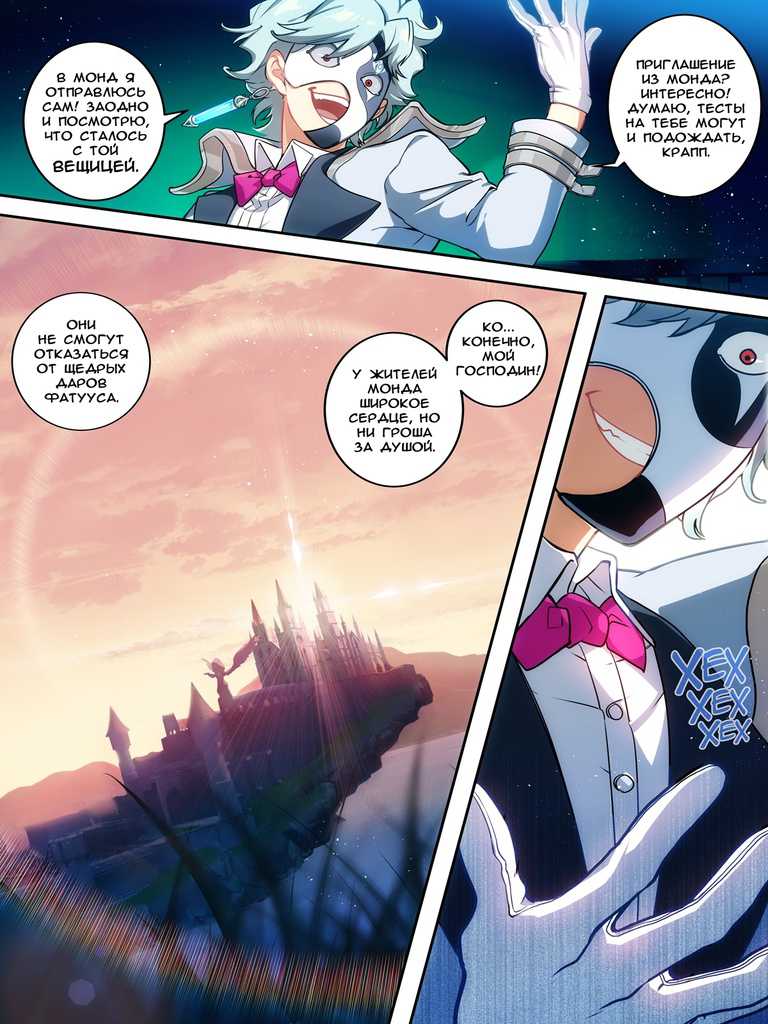 ПРИГЛАШЕНИЕ
ИЗ МОНДА?
ИНТЕРЕСНО!
ДУМАЮ, ТЕСТЫ
НА ТЕБЕ МОГУТ
И ПОДОЖДАТЬ,
КРАПП.
В МОНД Я
ОТПРАВЛЮСЬ
САМ! ЗАОДНО
И ПОСМОТРЮ,
ЧТО СТАЛОСЬ
С ТОЙ
ВЕЩИЦЕЙ.
КО...
КОНЕЧНО,
МОЙ
ГОСПОДИН!
У ЖИТЕЛЕЙ
МОНДА
ШИРОКОЕ
СЕРДЦЕ, НО
НИ ГРОША
ЗА ДУШОЙ.
ОНИ
НЕ СМОГУТ
ОТКАЗАТЬСЯ
ОТ ЩЕДРЫХ
ДАРОВ
ФАТУУСА.
ХЕХ
ХЕХ
ХЕХ